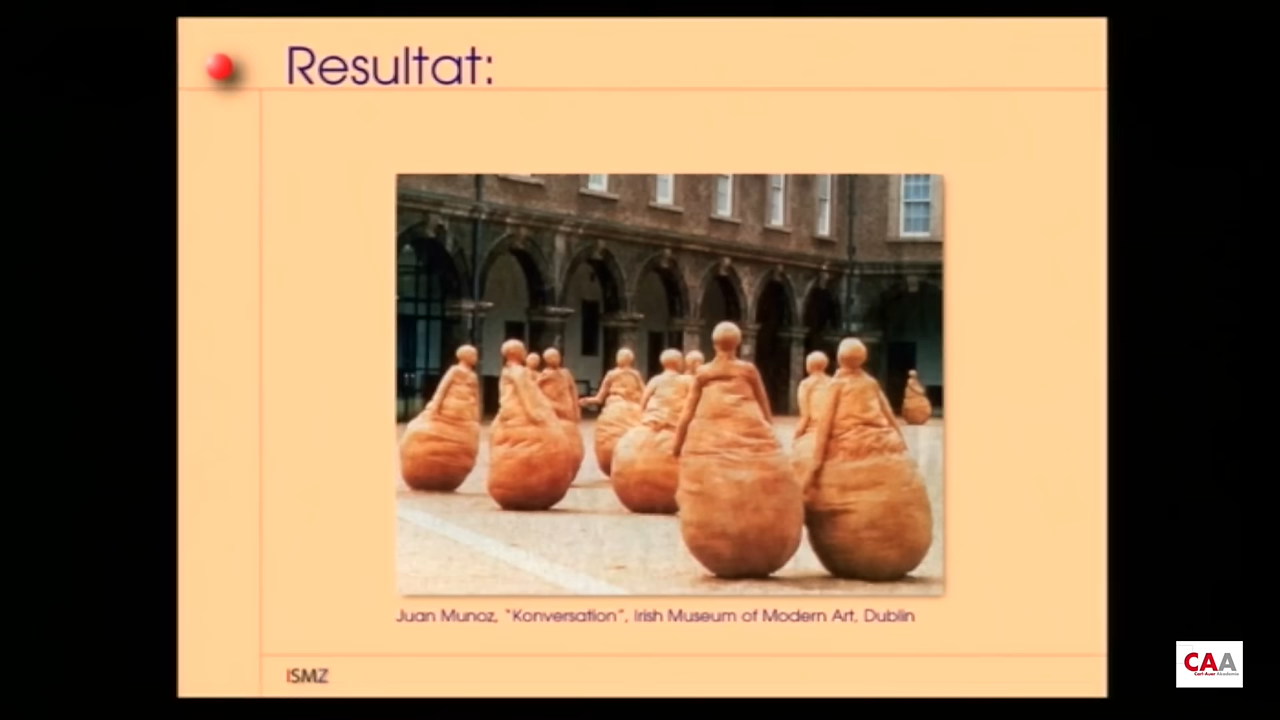 Resultat:
Juan Munoz, "Konversation", Irish Museum of Modern Art, Dublin
ISMZ
CAA
Carl-Auer Akademie